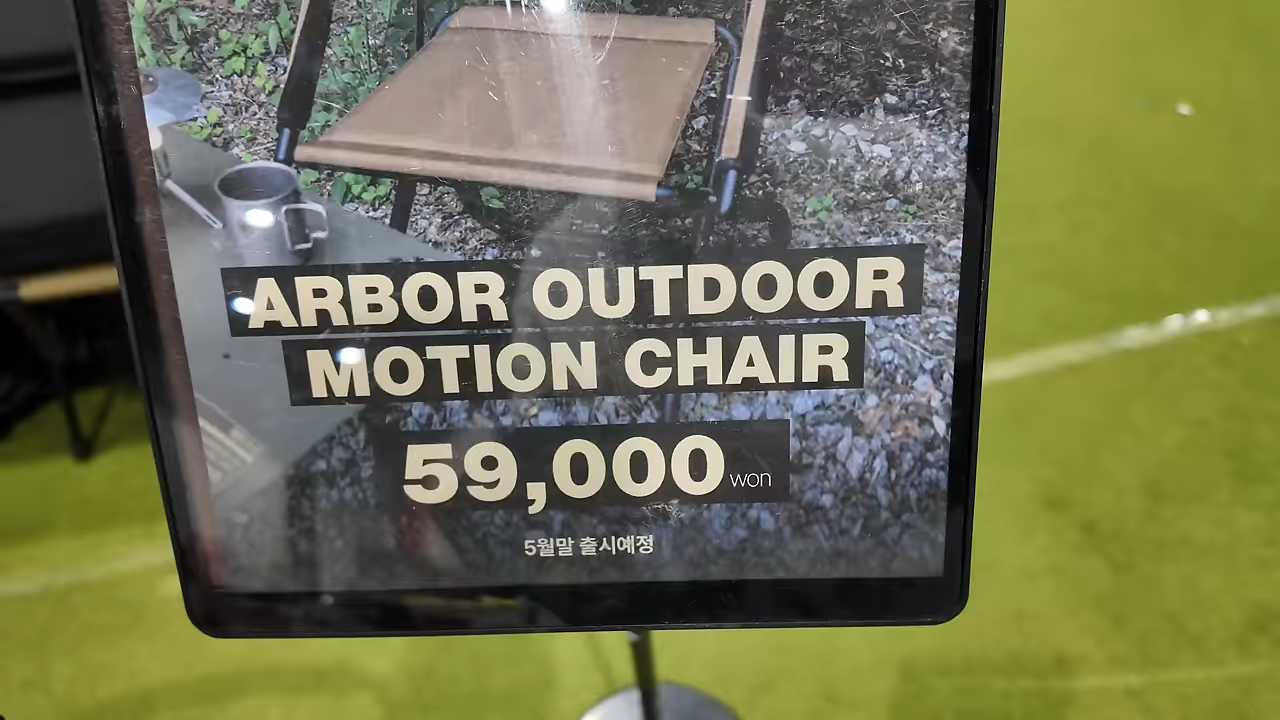 ARBOR OUTDOOR
MOTION CHAIR
59,000 won
5월말 출시예정